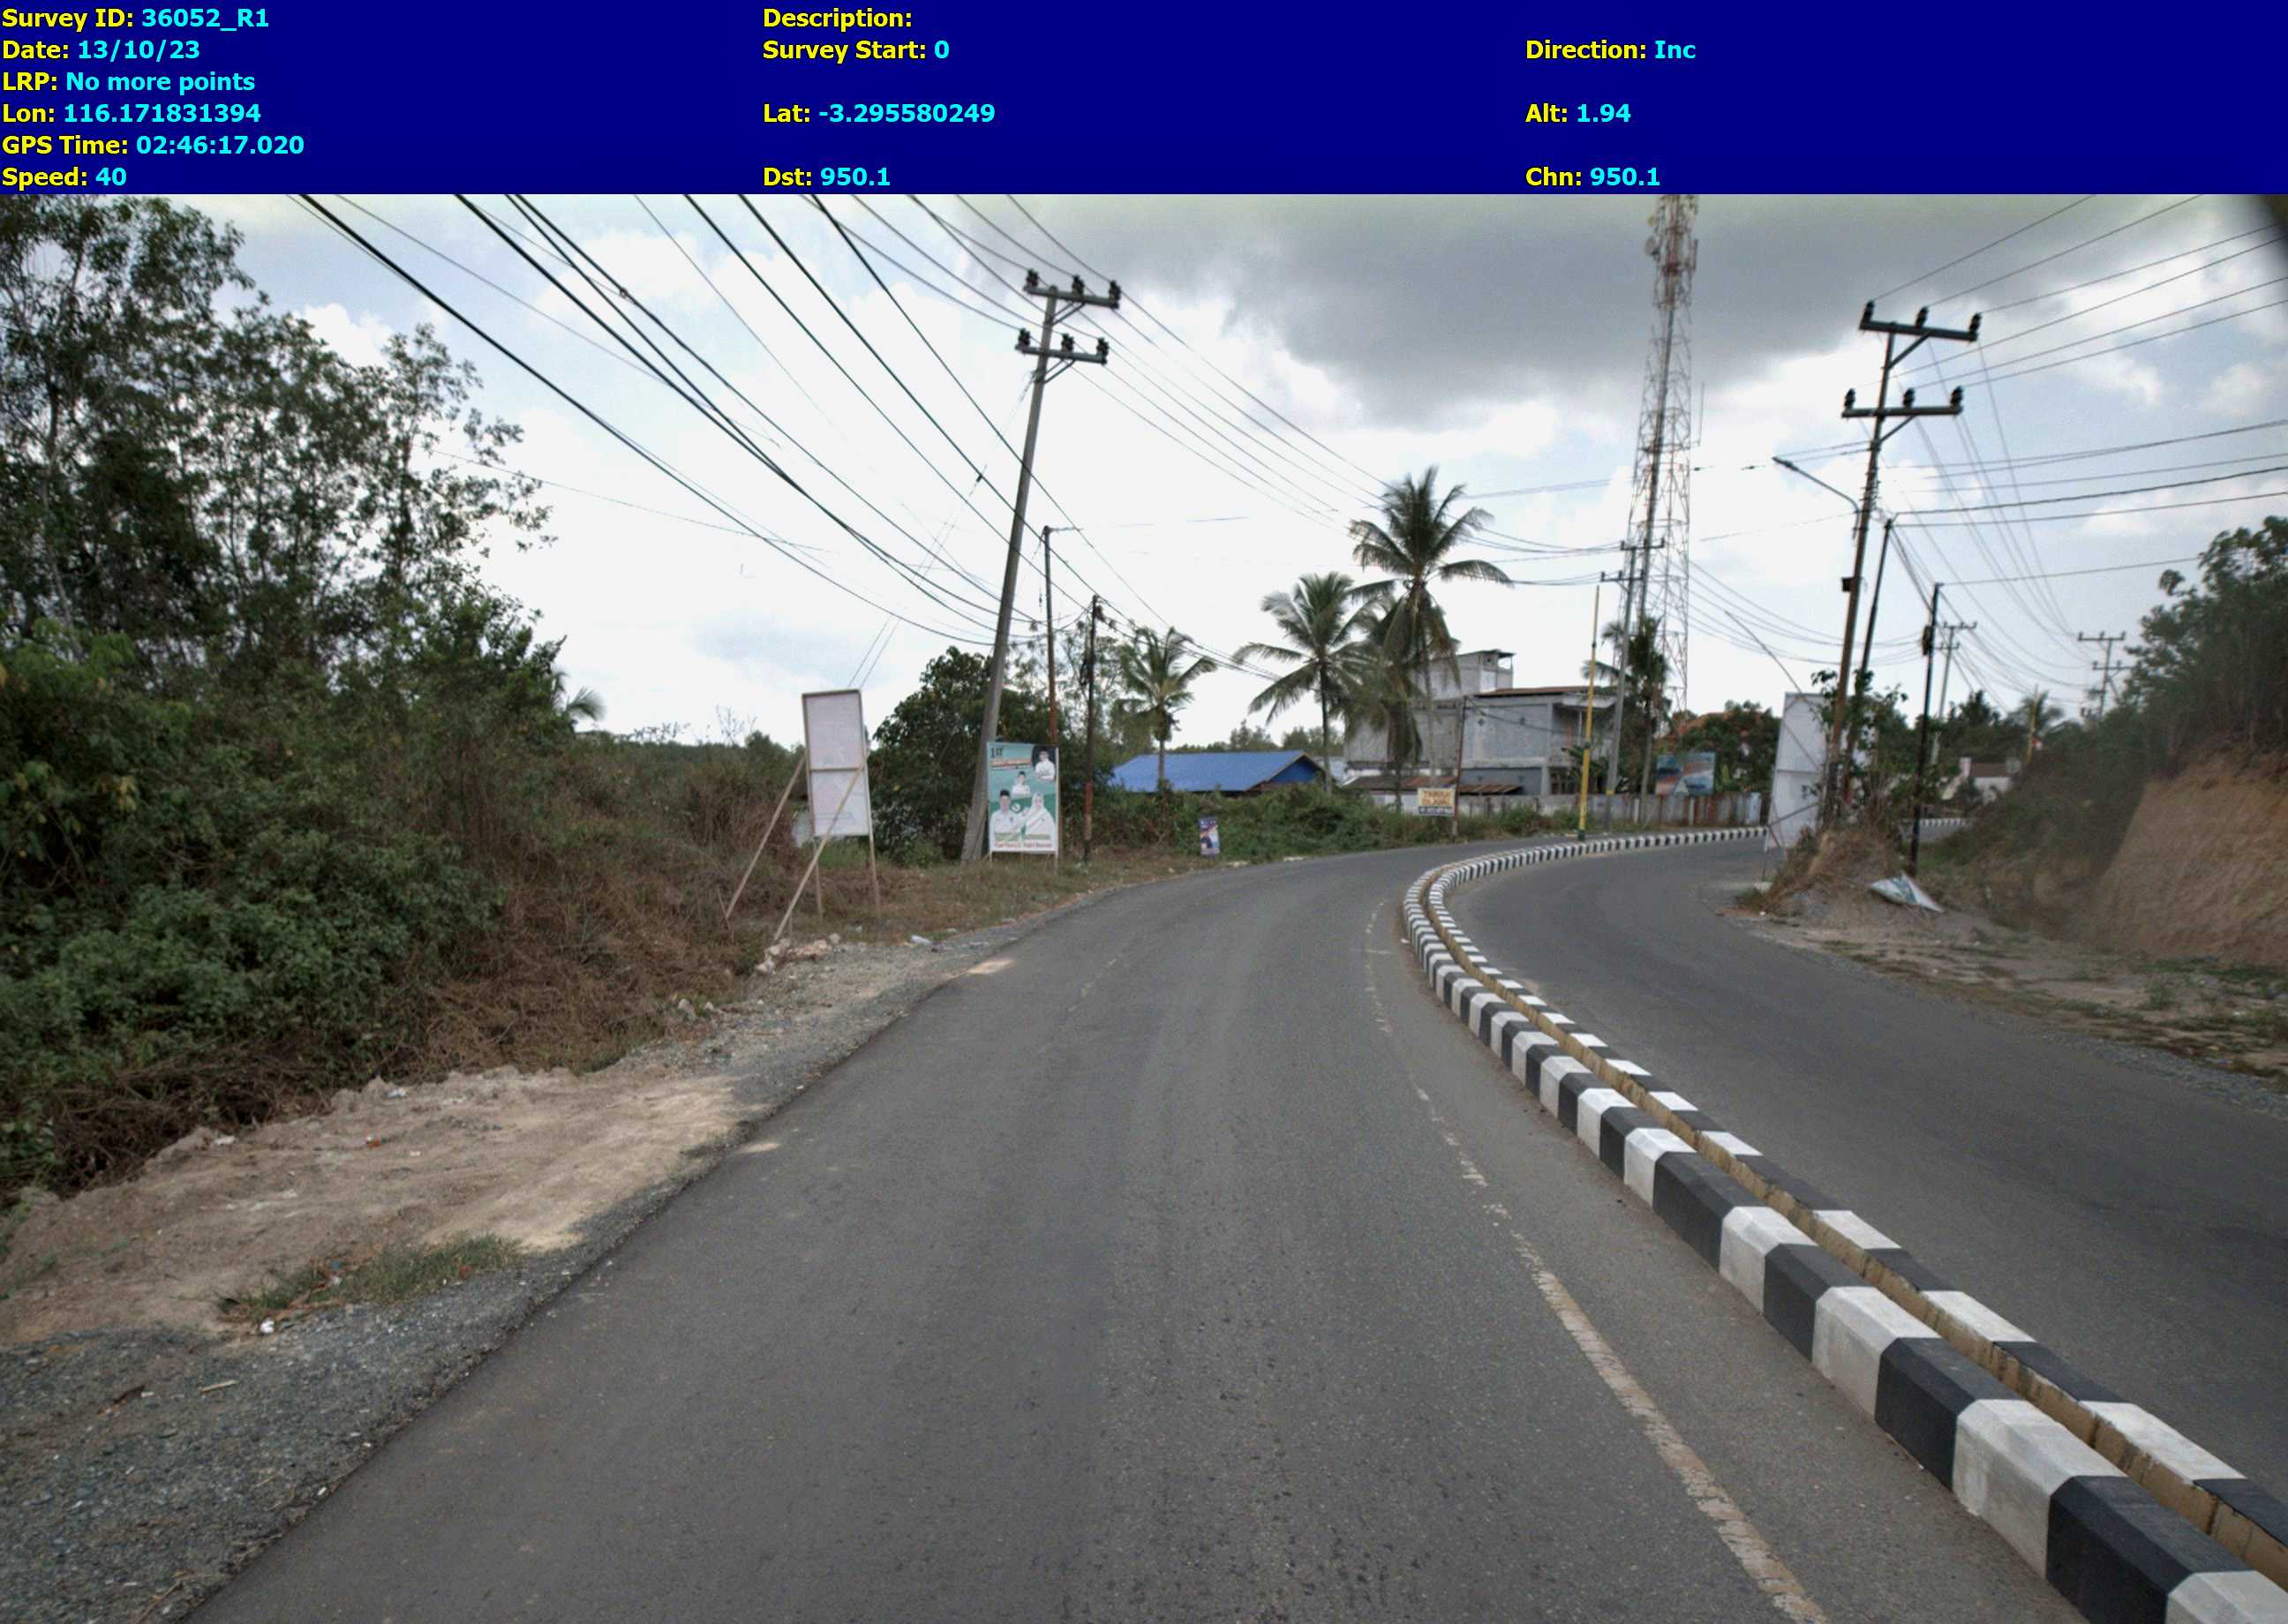 Survey ID: 36052_R1
Description:
Date: 13/10/23
Survey Start: 0
Direction: Inc
LRP: No more points
Lon: 116.171831394
Lat: -3.295580249
Alt: 1.94
GPS Time: 02:46:17.020
Speed: 40
Dst: 950.1
Chn: 950.1